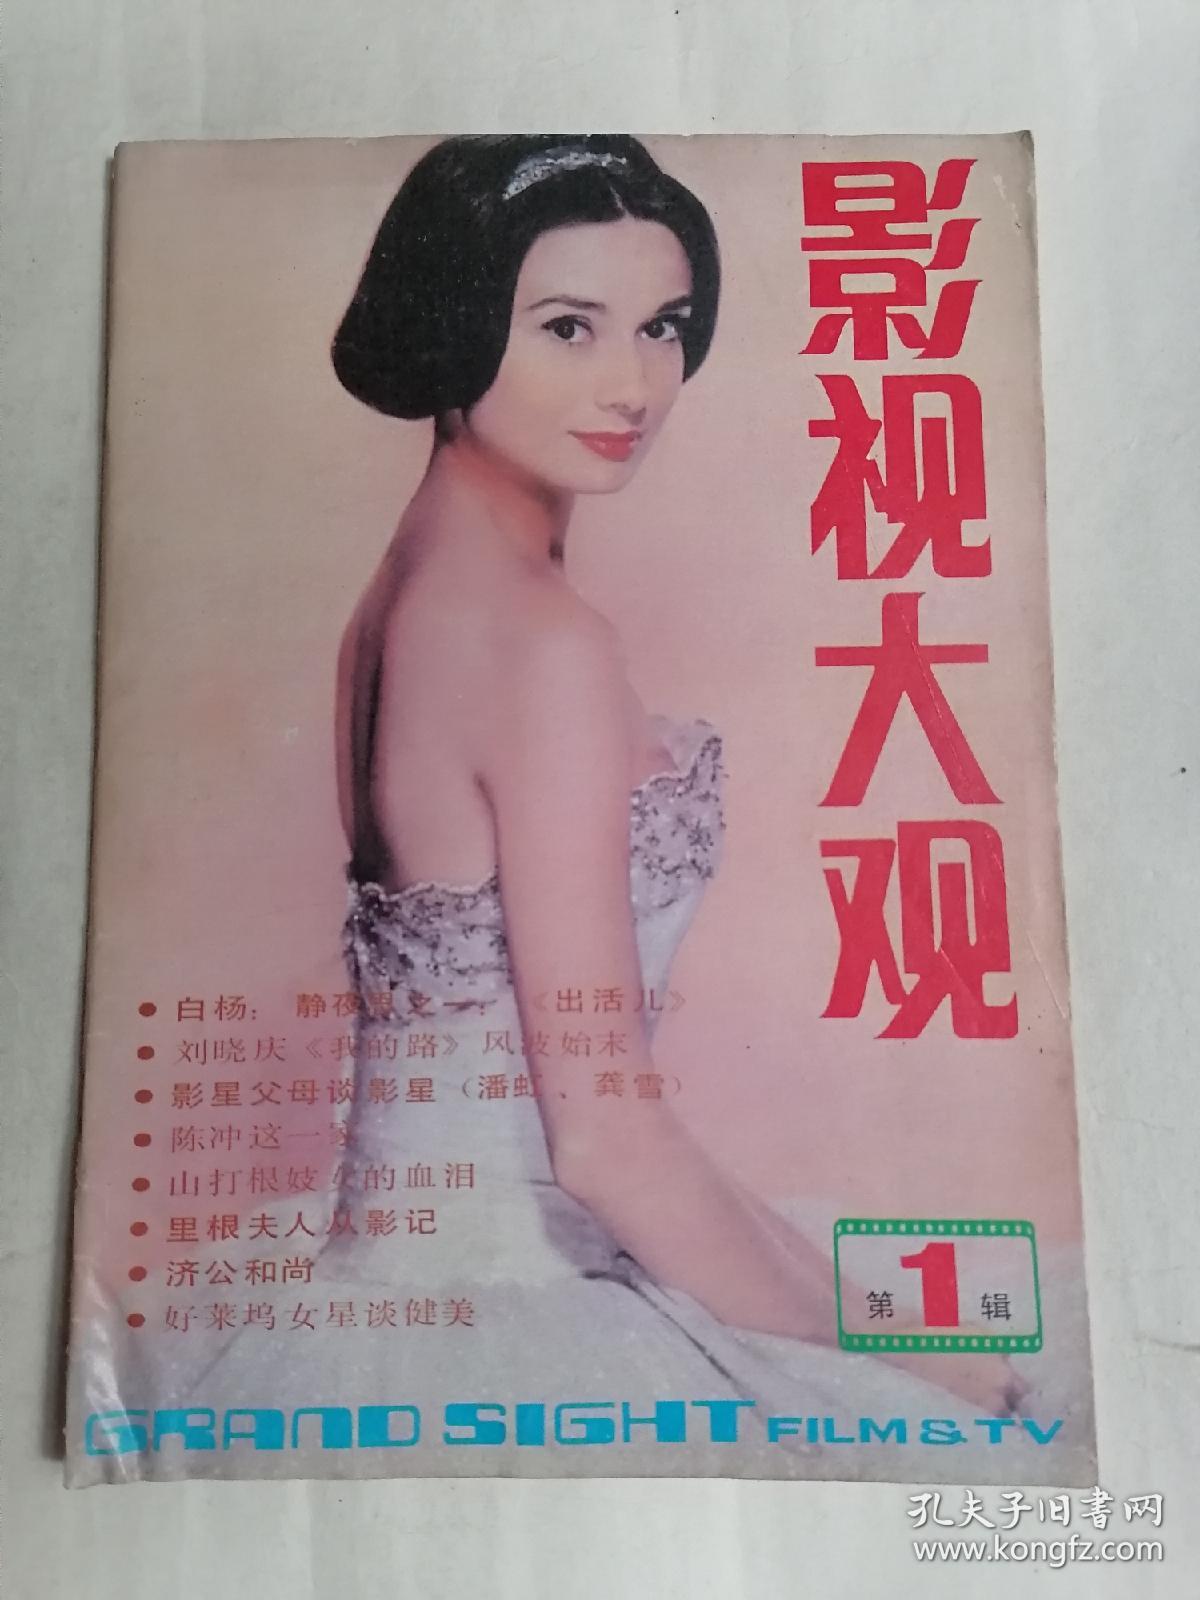 影视大观
• 白杨：静夜思之一：《出活儿》
• 刘晓庆《我的路》风波始末
• 影星父母谈影星（潘虹、龚雪）
• 陈冲这一家
• 山打根妓女的血泪
• 里根夫人从影记
• 济公和尚
• 好莱坞女星谈健美
第1辑
GRAND SIGHT FILM & TV
孔夫子旧书网
www.kongfz.com